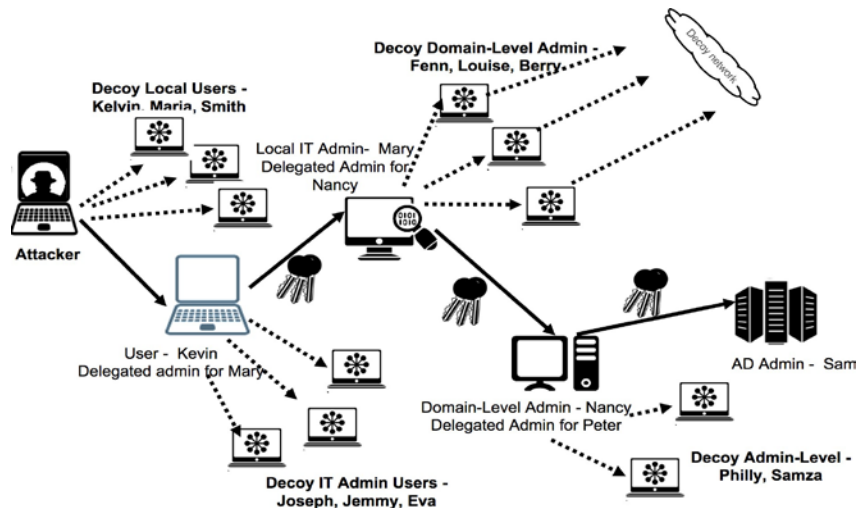 Decoy network
Decoy Domain-Level Admin -
Fenn, Louise, Berry
Decoy Local Users -
Kelvin, Maria, Smith
Local IT Admin- Mary
Delegated Admin for
Nancy
Attacker
User - Kevin
Delegated admin for Mary
AD Admin - Sam
Domain-Level Admin - Nancy
Delegated Admin for Peter
Decoy Admin-Level -
Philly, Samza
Decoy IT Admin Users -
Joseph, Jemmy, Eva